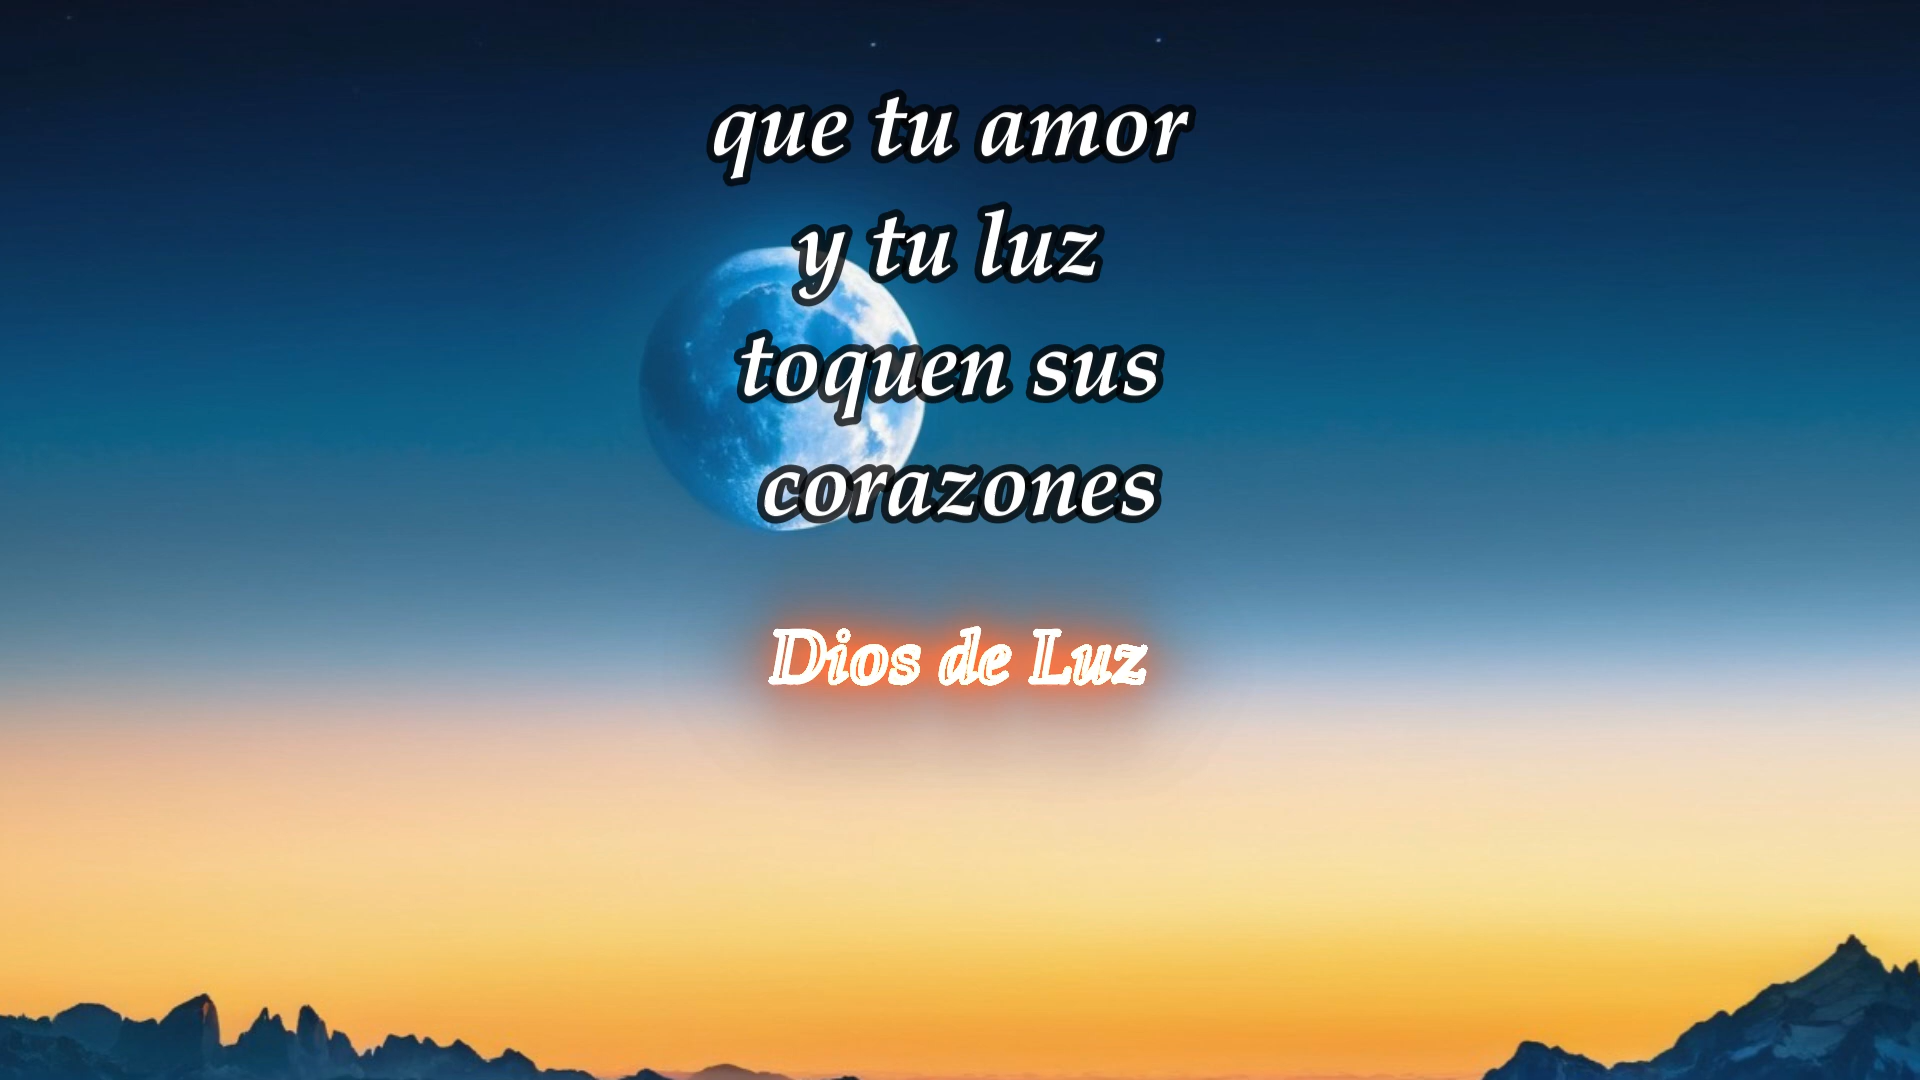 que tu amor
y tu luz
toquen sus
corazones
Dios de Luz